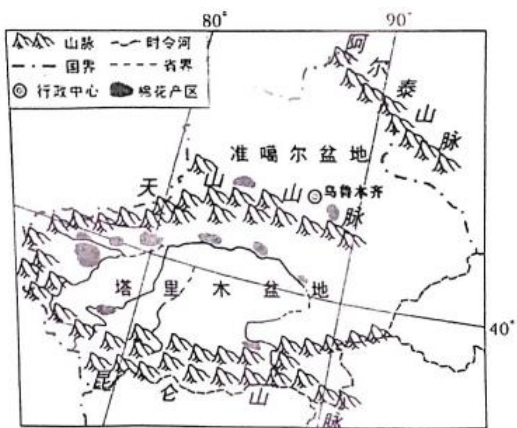 80°
90°
山脉
时令河
国界
省界
行政中心
棉花产区
阿尔泰山脉
准噶尔盆地
天山山脉
乌鲁木齐
塔里木盆地
40°
昆仑山脉